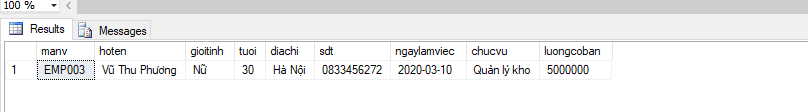 100 %
Results Messages
manv hoten gioitinh tuoi diachi sdt ngaylamviec chucvu luongcoban
1 EMP003 Vũ Thu Phương Nữ 30 Hà Nội 0833456272 2020-03-10 Quản lý kho 5000000